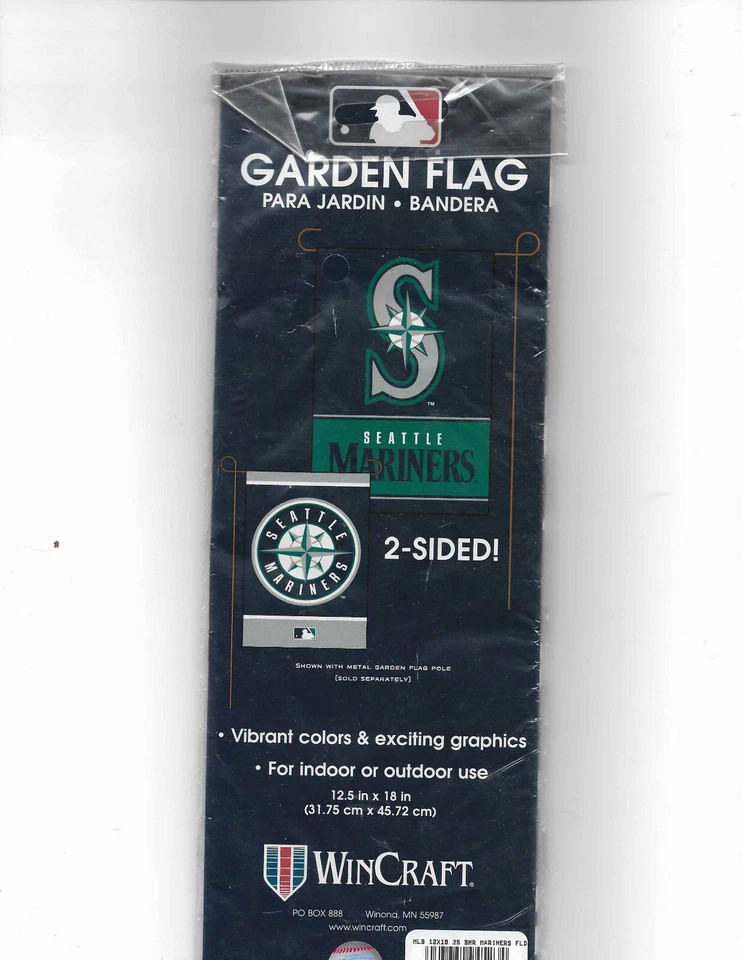 GARDEN FLAG
PARA JARDIN • BANDERA
S
TM
SEATTLE
MARINERS
SEATTLE
MARINERS
2-SIDED!
SHOWN WITH METAL GARDEN FLAG POLE
(SOLD SEPARATELY)
• Vibrant colors & exciting graphics
• For indoor or outdoor use
12.5 in x 18 in
(31.75 cm x 45.72 cm)
WINCRAFT®
PO BOX 888 Winona, MN 55987
www.wincraft.com
MLB 12X18 2S BNR MARINERS FLD